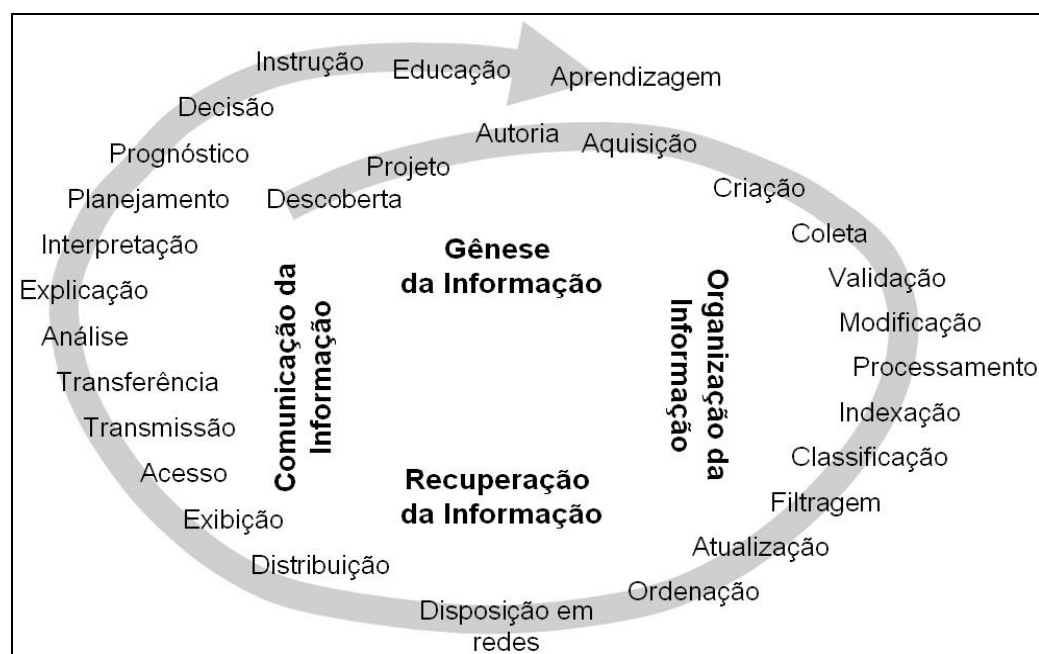 Instrução
Educação
Aprendizagem
Decisão
Autoria
Aquisição
Prognóstico
Projeto
Planejamento
Descoberta
Criação
Coleta
Interpretação
Gênese
da Informação
Validação
Explicação
Modificação
Análise
Comunicação da
Informação
Organização da
Informação
Processamento
Transferência
Indexação
Transmissão
Classificação
Acesso
Recuperação
da Informação
Filtragem
Exibição
Atualização
Distribuição
Ordenação
Disposição em
redes